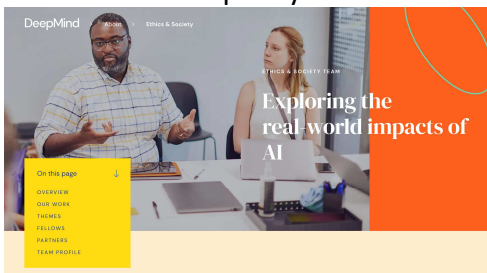 DeepMind
About
Ethics & Society
ETHICS & SOCIETY TEAM
Exploring the
real-world impacts of
AI
On this page
OVERVIEW
OUR WORK
THEMES
FELLOWS
PARTNERS
TEAM PROFILE